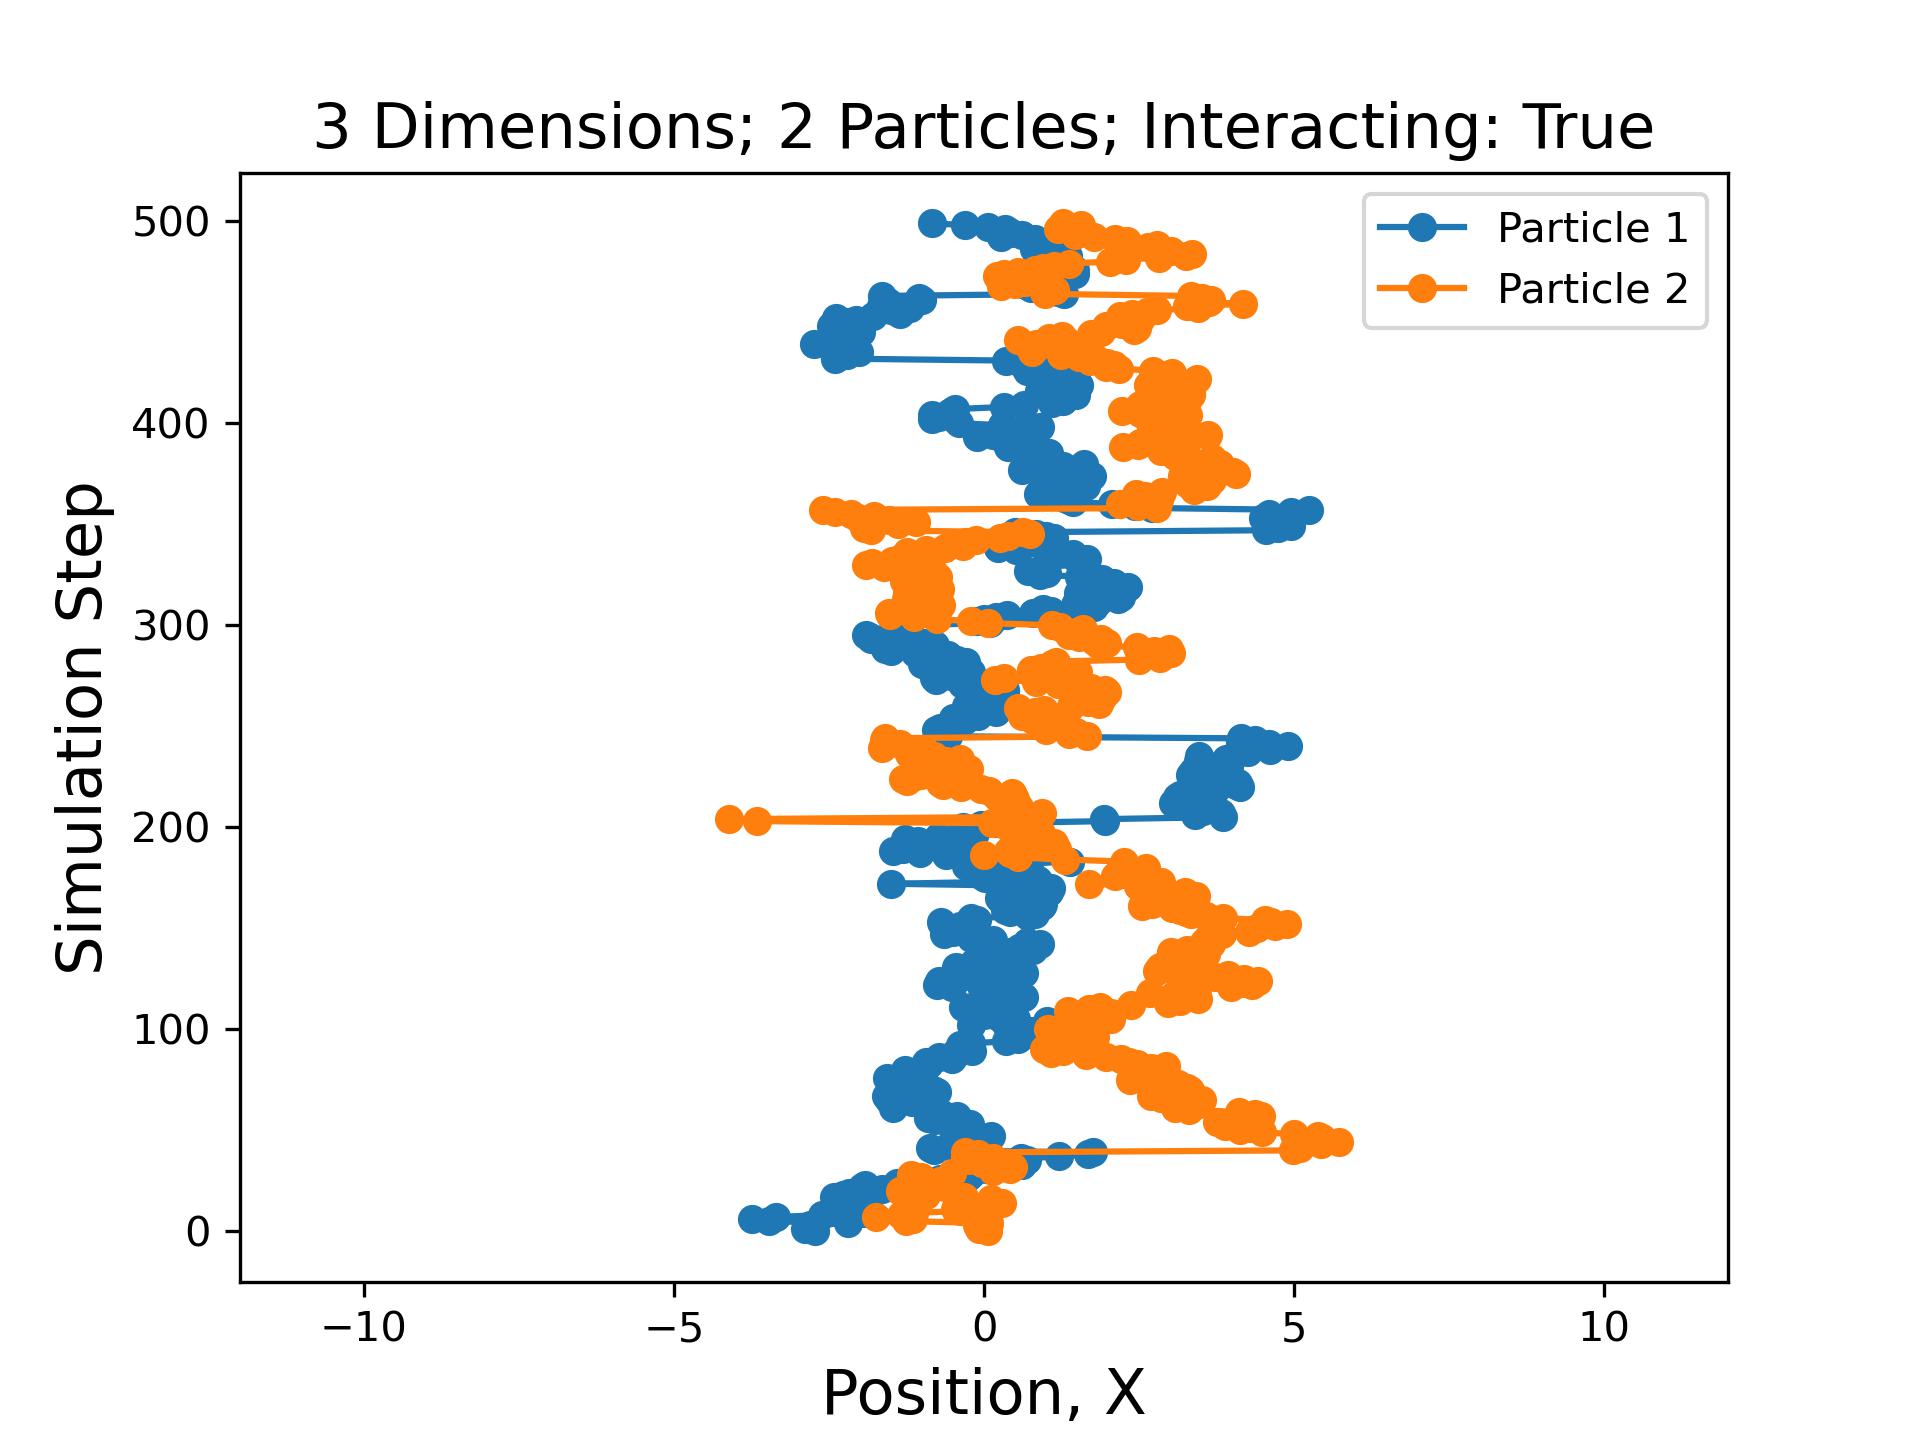 3 Dimensions; 2 Particles; Interacting: True
Particle 1
Particle 2
500
400
300
200
100
0
Simulation Step
−10
−5
0
5
10
Position, X